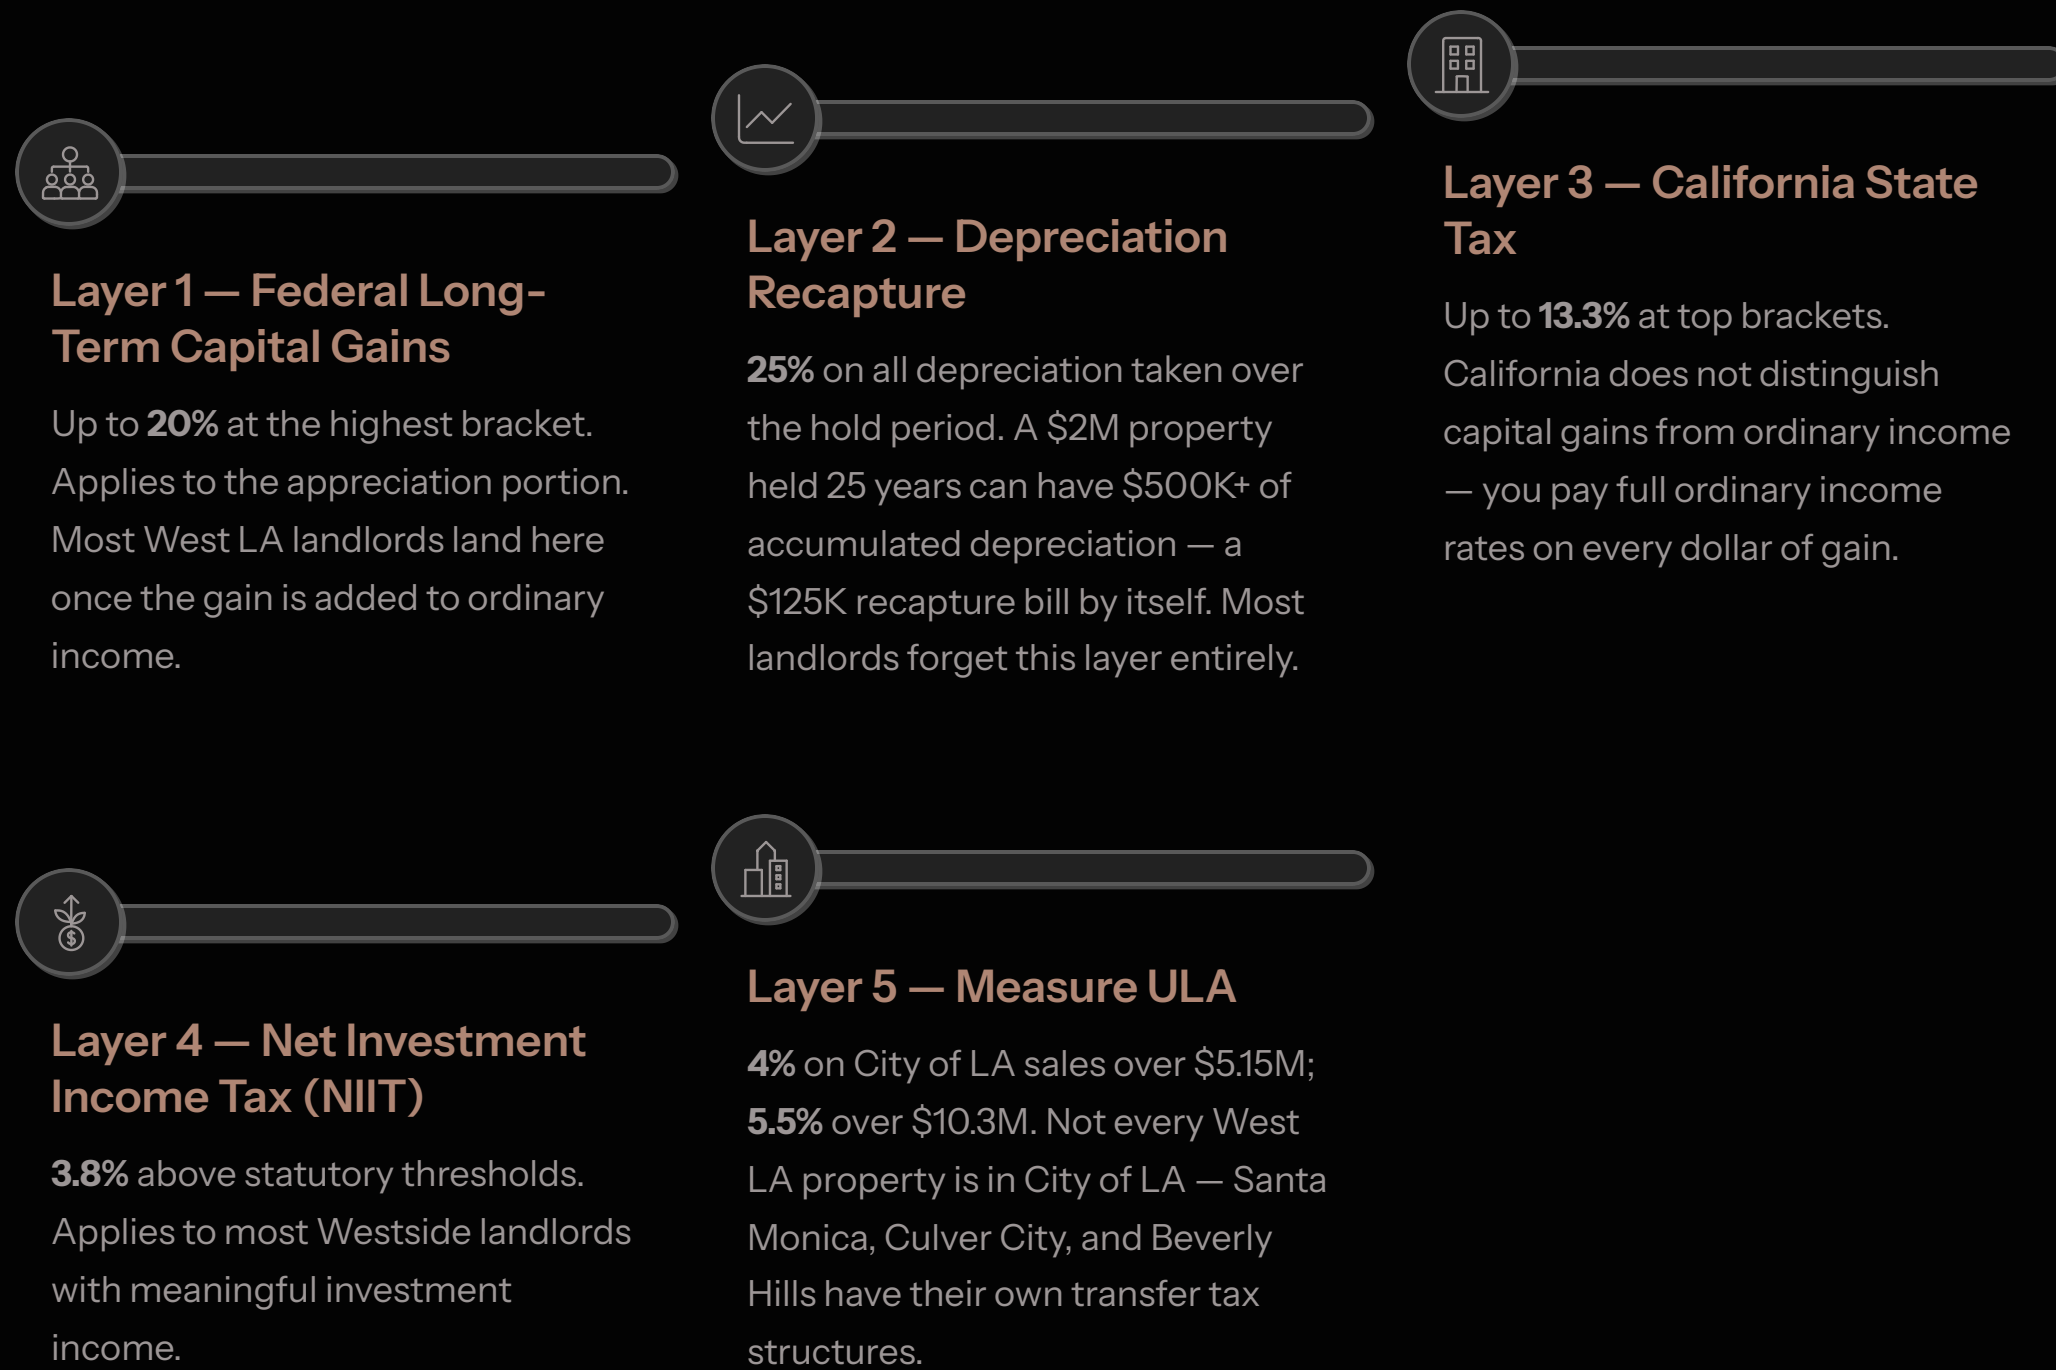 Layer 1 — Federal Long-
Term Capital Gains
Up to 20% at the highest bracket.
Applies to the appreciation portion.
Most West LA landlords land here
once the gain is added to ordinary
income.
Layer 2 — Depreciation
Recapture
25% on all depreciation taken over
the hold period. A $2M property
held 25 years can have $500K+ of
accumulated depreciation — a
$125K recapture bill by itself. Most
landlords forget this layer entirely.
Layer 3 — California State
Tax
Up to 13.3% at top brackets.
California does not distinguish
capital gains from ordinary income
— you pay full ordinary income
rates on every dollar of gain.
Layer 4 — Net Investment
Income Tax (NIIT)
3.8% above statutory thresholds.
Applies to most Westside landlords
with meaningful investment
income.
Layer 5 — Measure ULA
4% on City of LA sales over $5.15M;
5.5% over $10.3M. Not every West
LA property is in City of LA — Santa
Monica, Culver City, and Beverly
Hills have their own transfer tax
structures.